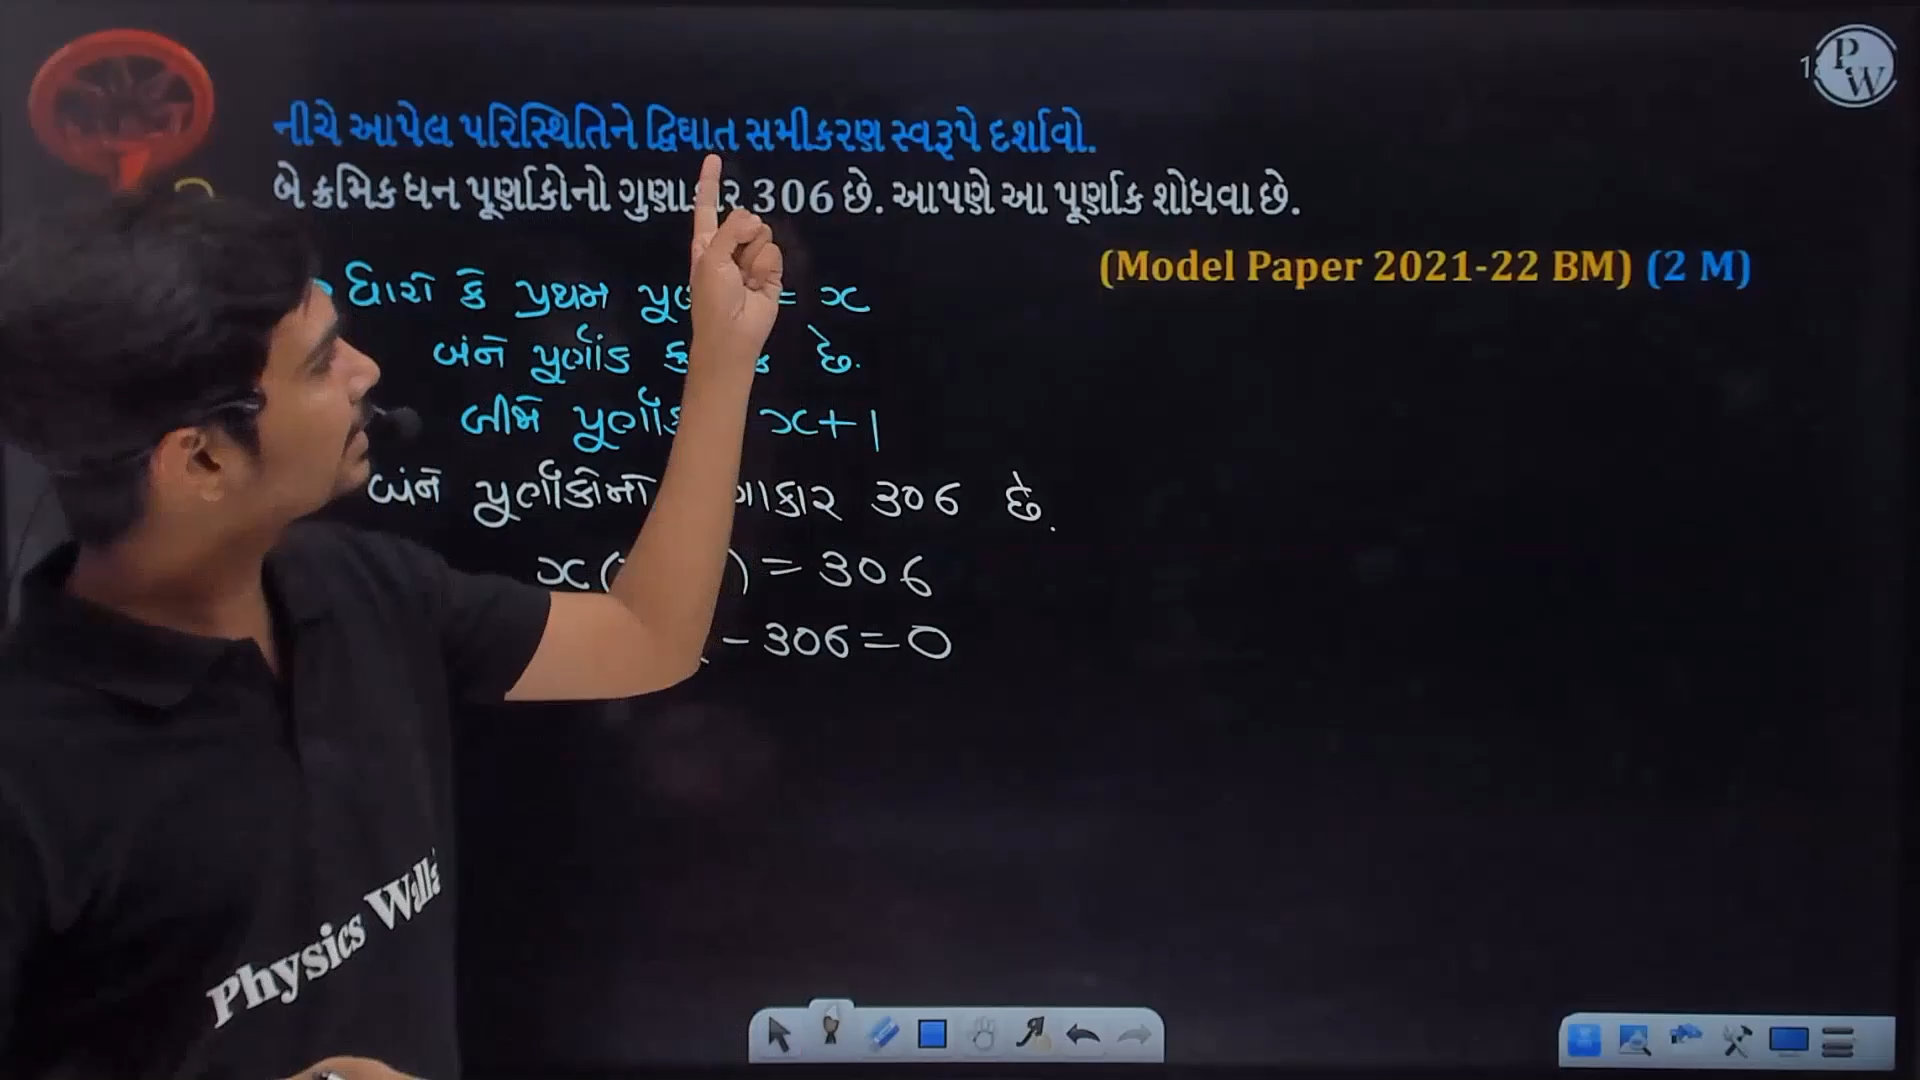 PW
નીચે આપેલ પરિસ્થિતિને દ્વિઘાત સમીકરણ સ્વરૂપે દર્શાવો.
બે ક્રમિક ધન પૂર્ણાકોનો 306 છે. આપણે આ પૂર્ણાક શોધવા છે.
(Model Paper 2021-22 BM) (2 M)
ધારો કે પ્રથમ = x
બંને પૂર્ણાંક છે.
બીજો x+1
બંને પૂર્ણાંકોનો 306 છે.
x( ) = 306
- 306 = 0
Physics